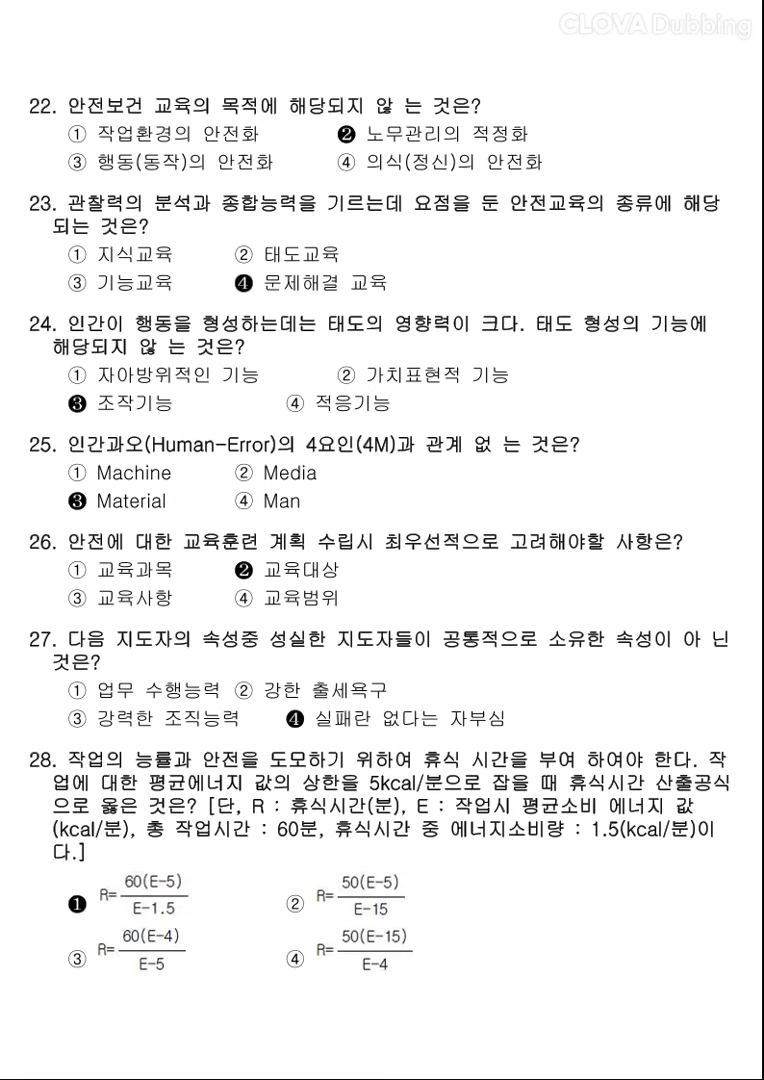 CLOVA Dubbing
22. 안전보건 교육의 목적에 해당되지 않 는 것은?
① 작업환경의 안전화 ❷ 노무관리의 적정화
③ 행동(동작)의 안전화 ④ 의식(정신)의 안전화
23. 관찰력의 분석과 종합능력을 기르는데 요점을 둔 안전교육의 종류에 해당
되는 것은?
① 지식교육 ② 태도교육
③ 기능교육 ❹ 문제해결 교육
24. 인간이 행동을 형성하는데는 태도의 영향력이 크다. 태도 형성의 기능에
해당되지 않 는 것은?
① 자아방위적인 기능 ② 가치표현적 기능
❸ 조작기능 ④ 적응기능
25. 인간과오(Human-Error)의 4요인(4M)과 관계 없 는 것은?
① Machine ② Media
❸ Material ④ Man
26. 안전에 대한 교육훈련 계획 수립시 최우선적으로 고려해야할 사항은?
① 교육과목 ❷ 교육대상
③ 교육사항 ④ 교육범위
27. 다음 지도자의 속성중 성실한 지도자들이 공통적으로 소유한 속성이 아 닌
것은?
① 업무 수행능력 ② 강한 출세욕구
③ 강력한 조직능력 ❹ 실패란 없다는 자부심
28. 작업의 능률과 안전을 도모하기 위하여 휴식 시간을 부여 하여야 한다. 작
업에 대한 평균에너지 값의 상한을 5kcal/분으로 잡을 때 휴식시간 산출공식
으로 옳은 것은? [단, R : 휴식시간(분), E : 작업시 평균소비 에너지 값
(kcal/분), 총 작업시간 : 60분, 휴식시간 중 에너지소비량 : 1.5(kcal/분)이
다.]
❶ R= 60(E-5) / E-1.5 ② R= 50(E-5) / E-15
③ R= 60(E-4) / E-5 ④ R= 50(E-15) / E-4